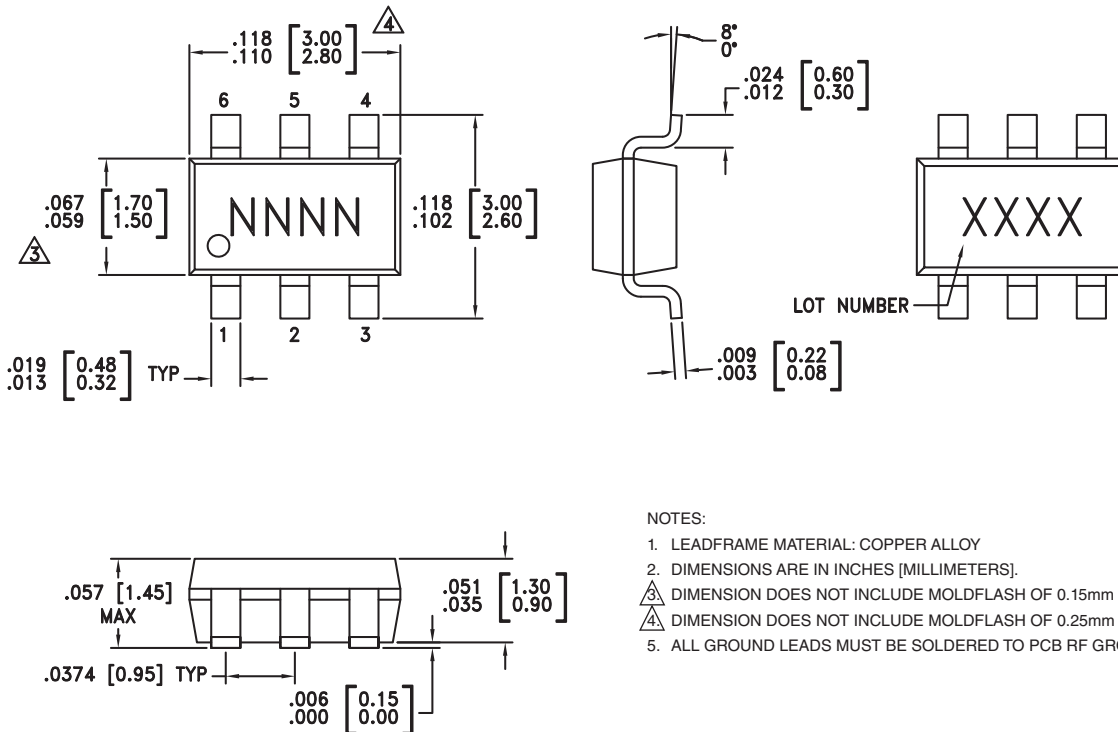 .118 [3.00]
.110 [2.80]
4
6 5 4
.067 [1.70]
.059 [1.50]
3
NNNN
.118 [3.00]
.102 [2.60]
1 2 3
.019 [0.48]
.013 [0.32] TYP
8°
0°
.024 [0.60]
.012 [0.30]
.009 [0.22]
.003 [0.08]
XXXX
LOT NUMBER
.057 [1.45]
MAX
.051 [1.30]
.035 [0.90]
.0374 [0.95] TYP
.006 [0.15]
.000 [0.00]
NOTES:
1. LEADFRAME MATERIAL: COPPER ALLOY
2. DIMENSIONS ARE IN INCHES [MILLIMETERS].
3. DIMENSION DOES NOT INCLUDE MOLDFLASH OF 0.15mm
4. DIMENSION DOES NOT INCLUDE MOLDFLASH OF 0.25mm
5. ALL GROUND LEADS MUST BE SOLDERED TO PCB RF